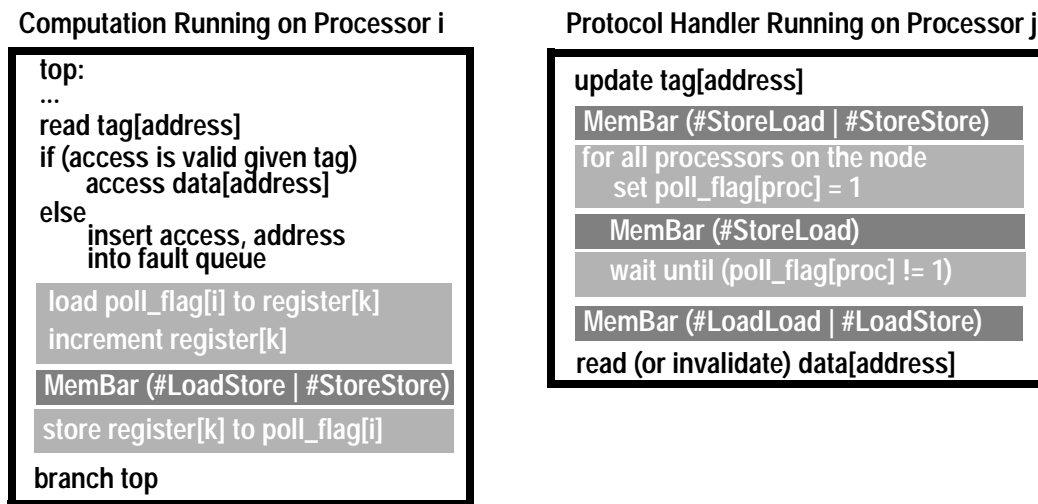 Computation Running on Processor i
top:
...
read tag[address]
if (access is valid given tag)
access data[address]
else
insert access, address
into fault queue
load poll_flag[i] to register[k]
increment register[k]
MemBar (#LoadStore | #StoreStore)
store register[k] to poll_flag[i]
branch top
Protocol Handler Running on Processor j
update tag[address]
MemBar (#StoreLoad | #StoreStore)
for all processors on the node
set poll_flag[proc] = 1
MemBar (#StoreLoad)
wait until (poll_flag[proc] != 1)
MemBar (#LoadLoad | #LoadStore)
read (or invalidate) data[address]